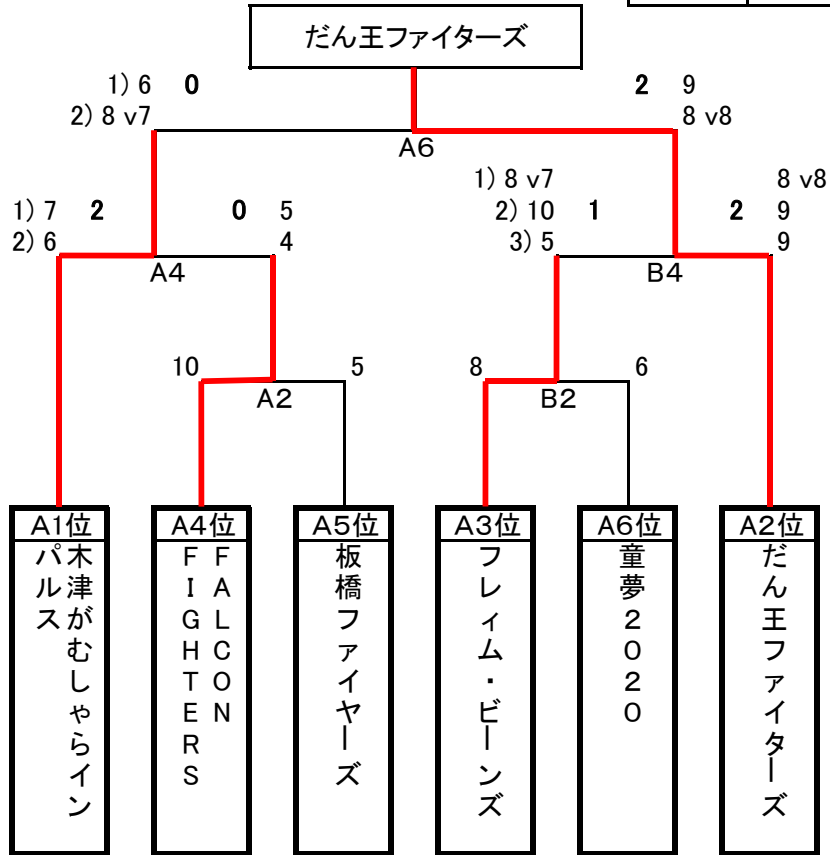 だん王ファイターズ
1) 6 0 2 9
2) 8 v7 8 v8
A6
1) 8 v7 8 v8
1) 7 2 0 5 2) 10 1 2 9
2) 6 4 3) 5 9
A4 B4
10 5 8 6
A2 B2
A1位 A4位 A5位 A3位 A6位 A2位
木津がむしゃらイン
パルス
FALCON
FIGHTERS
板橋ファイヤーズ
フレィム・ビーンズ
童夢2020
だん王ファイターズ